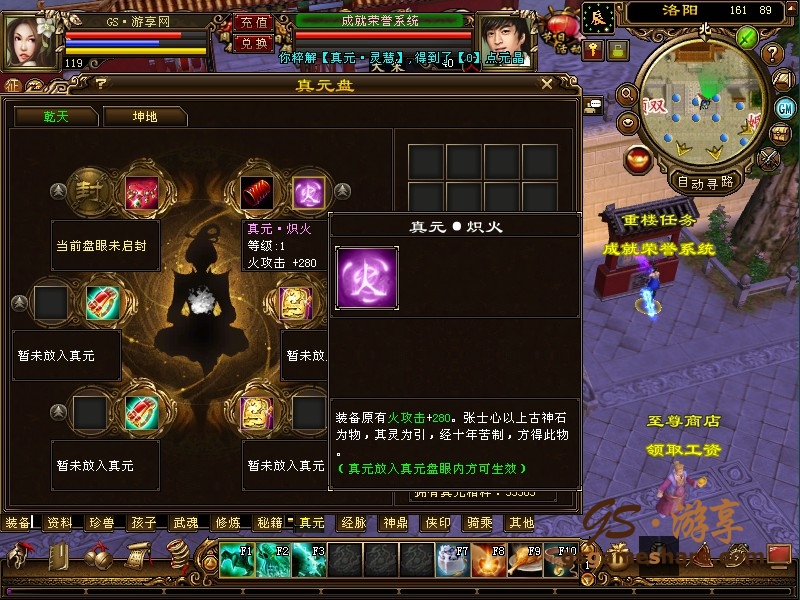 GS·游享网
119
充值
兑换
成就荣誉系统
你粹解【真元·灵慧】,得到了【0】点元晶
洛阳
161 89
辰
北
GM
自动寻路
征
?
真元盘
乾天
坤地
封
当前盘眼未启封
真元·炽火
等级:1
火攻击 +280
暂未放入真元
暂未放
暂未放入真元
暂未放入真元
真元●炽火
火
装备原有火攻击+280。张士心以上古神石
为物，其灵为引，经十年苦制，方得此物
。
(真元放入真元盘眼内方可生效)
重楼任务
成就荣誉系统
至尊商店
领取工资
装备
资料
珍兽
孩子
武魂
修炼
秘籍
真元
经脉
神鼎
侠印
骑乘
其他
F1
F2
F3
F7
F8
F9
F10
1
GS·游享